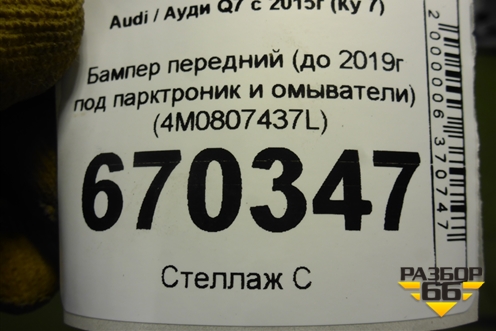 Audi / Ауди Q7 с 2015г (Ку 7)
Бампер передний (до 2019г
под парктроник и омыватели)
(4M0807437L)
670347
Стеллаж С
2000006370747
РАЗБОР
66